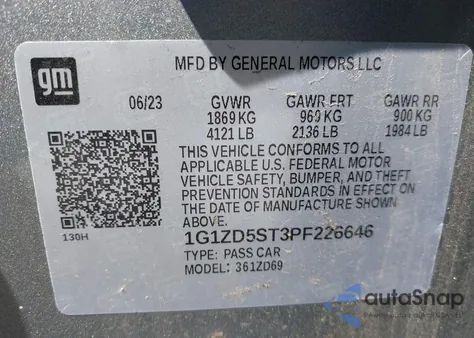 gm
MFD BY GENERAL MOTORS LLC
06/23 GVWR GAWR FRT GAWR RR
1869 KG 969 KG 900 KG
4121 LB 2136 LB 1984 LB
THIS VEHICLE CONFORMS TO ALL
APPLICABLE U.S. FEDERAL MOTOR
VEHICLE SAFETY, BUMPER, AND THEFT
PREVENTION STANDARDS IN EFFECT ON
THE DATE OF MANUFACTURE SHOWN
ABOVE.
130H
1G1ZD5ST3PF226646
TYPE: PASS CAR
MODEL: 361ZD69
autoSnap